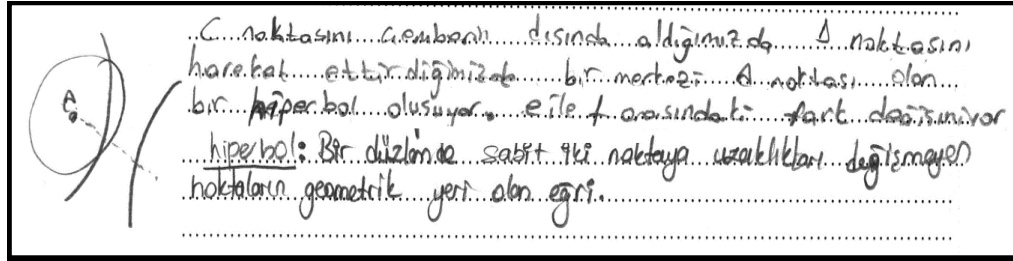 C noktasını çemberin dışında aldığımızda D noktasını
hareket ettirdiğimizde bir merkezi A noktası olan
bir hiperbol oluşuyor. e ile f arasındaki fark değişmiyor
hiperbol: Bir düzlemde sabit iki noktaya uzaklıkları değişmeyen
noktaların geometrik yeri olan eğri.
A